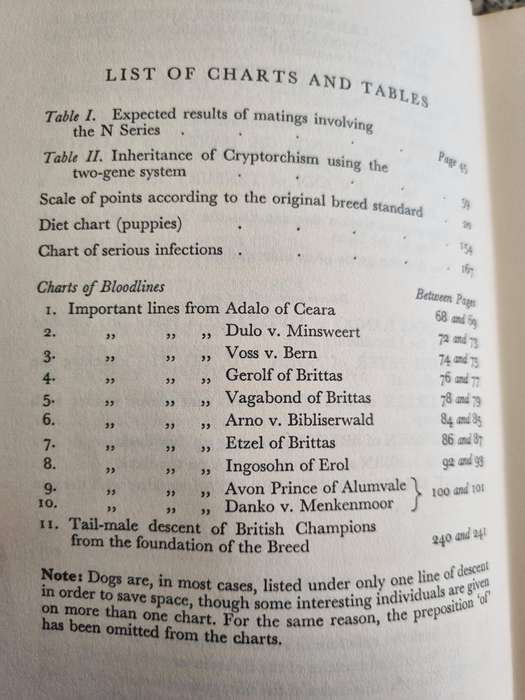 LIST OF CHARTS AND TABLES
Table I. Expected results of matings involving
the N Series . . . . Page 45
Table II. Inheritance of Cryptorchism using the
two-gene system . . . . 59
Scale of points according to the original breed standard .
Diet chart (puppies) . . . . 154
Chart of serious infections . . . . 167
Charts of Bloodlines Between Pages
1. Important lines from Adalo of Ceara 68 and 69
2. ,, ,, ,, Dulo v. Minsweert 72 and 73
3. ,, ,, ,, Voss v. Bern 74 and 75
4. ,, ,, ,, Gerolf of Brittas 76 and 77
5. ,, ,, ,, Vagabond of Brittas 78 and 79
6. ,, ,, ,, Arno v. Bibliserwald 84 and 85
7. ,, ,, ,, Etzel of Brittas 86 and 87
8. ,, ,, ,, Ingosohn of Erol 92 and 93
9. ,, ,, ,, Avon Prince of Alumvale } 100 and 101
10. ,, ,, ,, Danko v. Menkenmoor
11. Tail-male descent of British Champions
from the foundation of the Breed 240 and 241
Note: Dogs are, in most cases, listed under only one line of descent
in order to save space, though some interesting individuals are given
on more than one chart. For the same reason, the preposition 'of'
has been omitted from the charts.